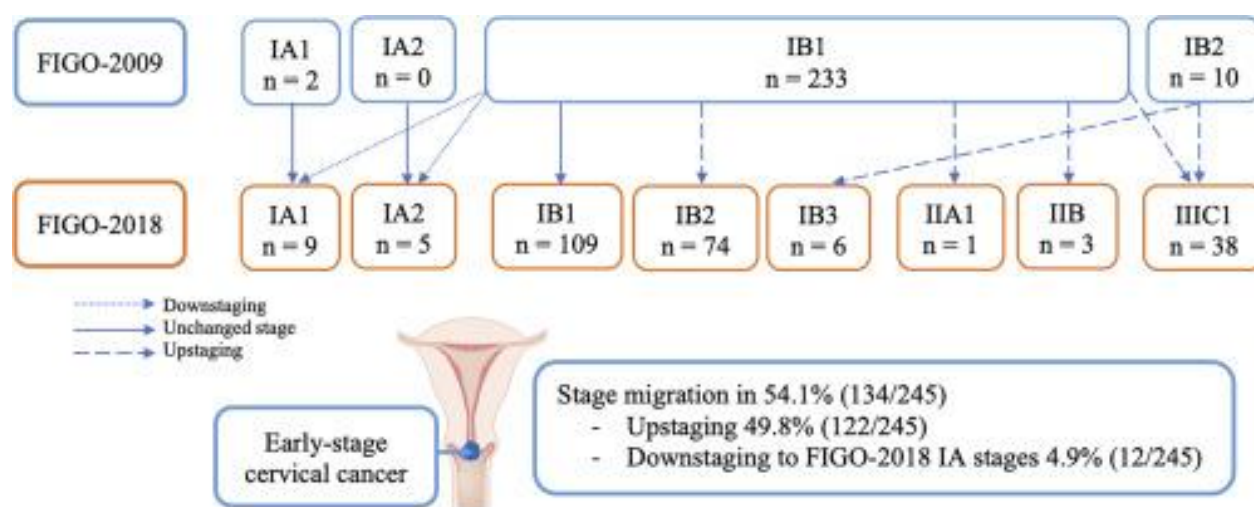 FIGO-2009
IA1
n = 2
IA2
n = 0
IB1
n = 233
IB2
n = 10
FIGO-2018
IA1
n = 9
IA2
n = 5
IB1
n = 109
IB2
n = 74
IB3
n = 6
IIA1
n = 1
IIB
n = 3
IIIC1
n = 38
Downstaging
Unchanged stage
Upstaging
Early-stage
cervical cancer
Stage migration in 54.1% (134/245)
- Upstaging 49.8% (122/245)
- Downstaging to FIGO-2018 IA stages 4.9% (12/245)